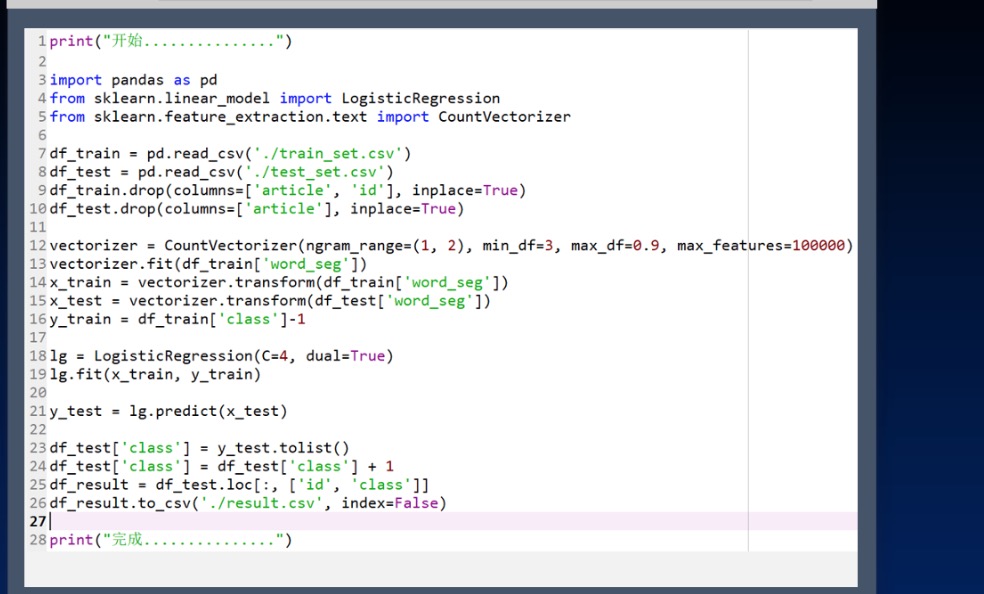 1 print("开始...............")
2
3 import pandas as pd
4 from sklearn.linear_model import LogisticRegression
5 from sklearn.feature_extraction.text import CountVectorizer
6
7 df_train = pd.read_csv('./train_set.csv')
8 df_test = pd.read_csv('./test_set.csv')
9 df_train.drop(columns=['article', 'id'], inplace=True)
10 df_test.drop(columns=['article'], inplace=True)
11
12 vectorizer = CountVectorizer(ngram_range=(1, 2), min_df=3, max_df=0.9, max_features=100000)
13 vectorizer.fit(df_train['word_seg'])
14 x_train = vectorizer.transform(df_train['word_seg'])
15 x_test = vectorizer.transform(df_test['word_seg'])
16 y_train = df_train['class']-1
17
18 lg = LogisticRegression(C=4, dual=True)
19 lg.fit(x_train, y_train)
20
21 y_test = lg.predict(x_test)
22
23 df_test['class'] = y_test.tolist()
24 df_test['class'] = df_test['class'] + 1
25 df_result = df_test.loc[:, ['id', 'class']]
26 df_result.to_csv('./result.csv', index=False)
27
28 print("完成...............")